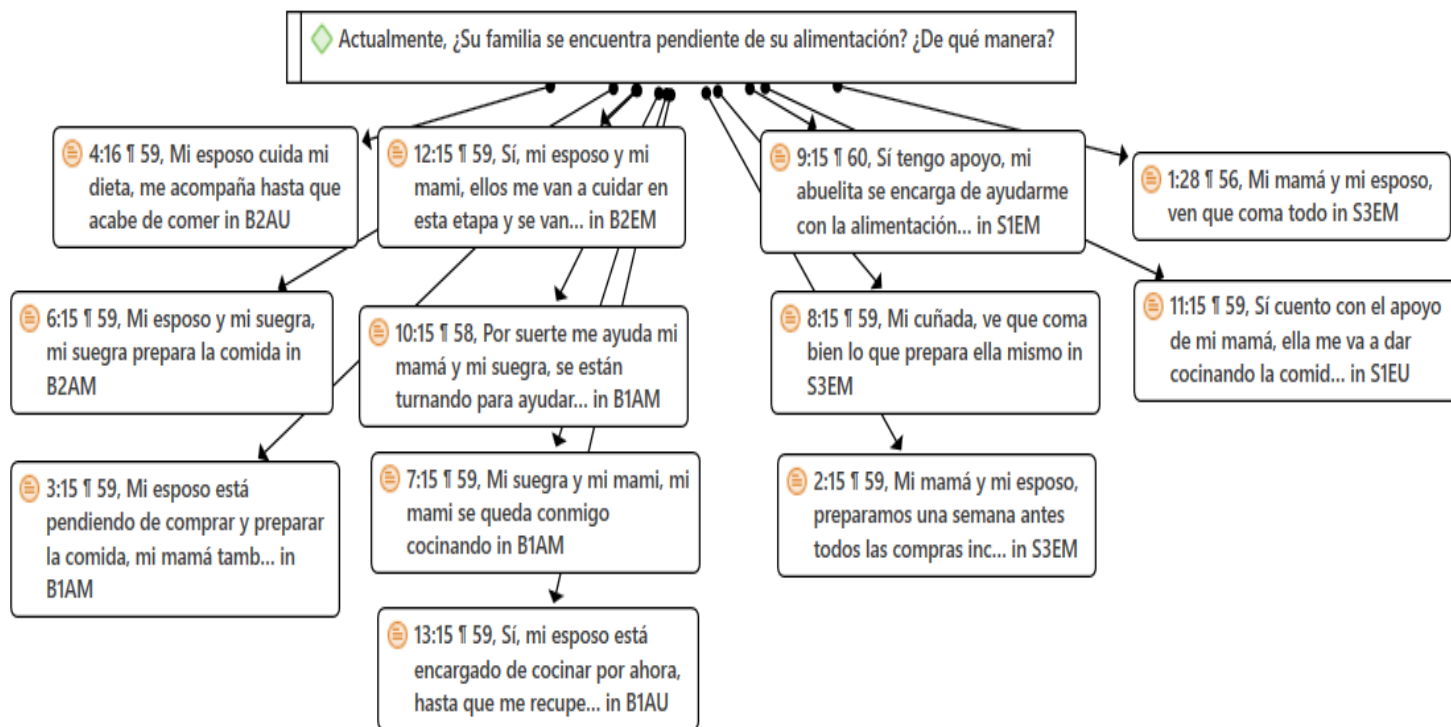 Actualmente, ¿Su familia se encuentra pendiente de su alimentación? ¿De qué manera?
4:16 ¶ 59, Mi esposo cuida mi
dieta, me acompaña hasta que
acabe de comer in B2AU
12:15 ¶ 59, Sí, mi esposo y mi
mami, ellos me van a cuidar en
esta etapa y se van... in B2EM
9:15 ¶ 60, Sí tengo apoyo, mi
abuelita se encarga de ayudarme
con la alimentación... in S1EM
1:28 ¶ 56, Mi mamá y mi esposo,
ven que coma todo in S3EM
6:15 ¶ 59, Mi esposo y mi suegra,
mi suegra prepara la comida in
B2AM
10:15 ¶ 58, Por suerte me ayuda mi
mamá y mi suegra, se están
turnando para ayudar... in B1AM
8:15 ¶ 59, Mi cuñada, ve que coma
bien lo que prepara ella mismo in
S3EM
11:15 ¶ 59, Sí cuento con el apoyo
de mi mamá, ella me va a dar
cocinando la comid... in S1EU
3:15 ¶ 59, Mi esposo está
pendiendo de comprar y preparar
la comida, mi mamá tamb... in
B1AM
7:15 ¶ 59, Mi suegra y mi mami, mi
mami se queda conmigo
cocinando in B1AM
2:15 ¶ 59, Mi mamá y mi esposo,
preparamos una semana antes
todos las compras inc... in S3EM
13:15 ¶ 59, Sí, mi esposo está
encargado de cocinar por ahora,
hasta que me recupe... in B1AU